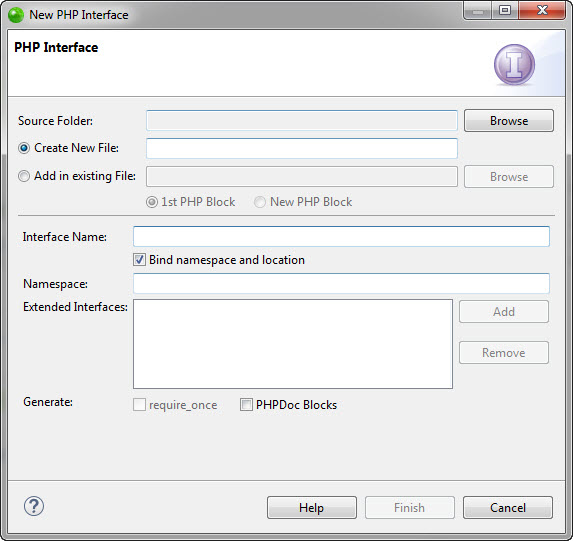 New PHP Interface
PHP Interface
Source Folder: Browse
Create New File:
Add in existing File: Browse
1st PHP Block New PHP Block
Interface Name:
Bind namespace and location
Namespace:
Extended Interfaces: Add
Remove
Generate: require_once PHPDoc Blocks
? Help Finish Cancel